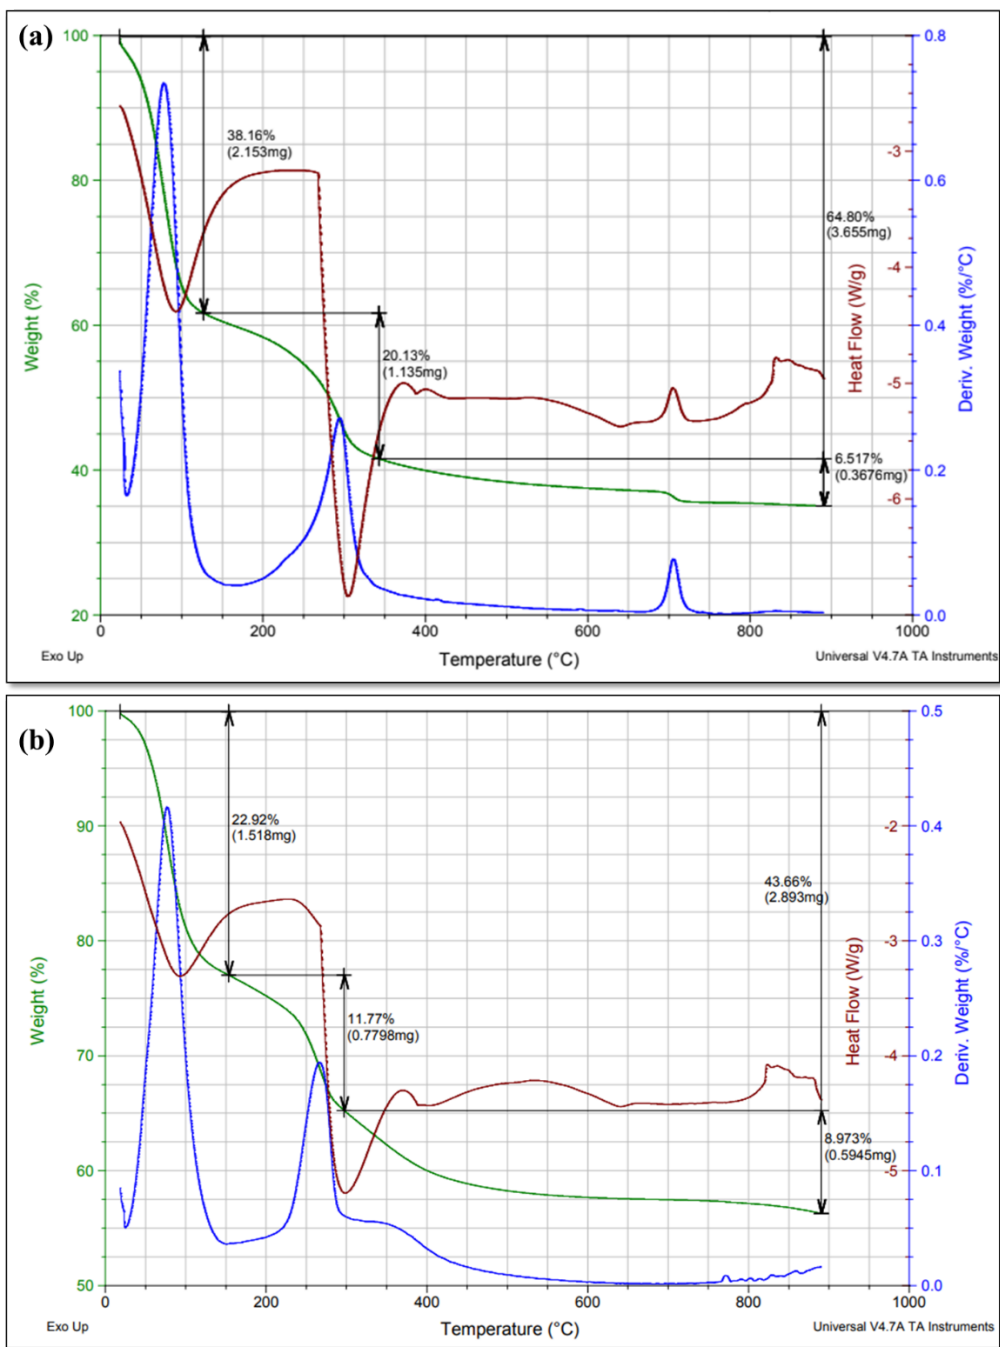 (a)
100
80
60
40
20
Weight (%)
38.16%
(2.153mg)
20.13%
(1.135mg)
64.80%
(3.655mg)
6.517%
(0.3676mg)
-3
-4
-5
-6
Heat Flow (W/g)
0.8
0.6
0.4
0.2
0.0
Deriv. Weight (%/°C)
0 200 400 600 800 1000
Exo Up
Temperature (°C)
Universal V4.7A TA Instruments
(b)
100
90
80
70
60
50
Weight (%)
22.92%
(1.518mg)
11.77%
(0.7798mg)
43.66%
(2.893mg)
8.973%
(0.5945mg)
-2
-3
-4
-5
Heat Flow (W/g)
0.5
0.4
0.3
0.2
0.1
0.0
Deriv. Weight (%/°C)
0 200 400 600 800 1000
Exo Up
Temperature (°C)
Universal V4.7A TA Instruments